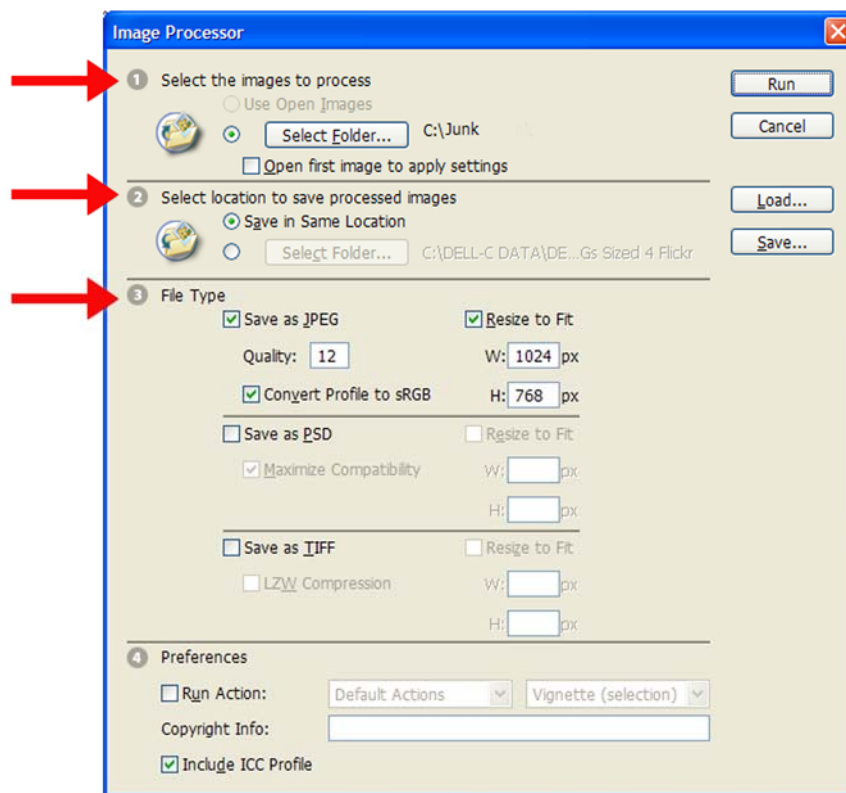 Image Processor
1 Select the images to process
Run
Use Open Images
Select Folder... C:\Junk
Cancel
Open first image to apply settings
2 Select location to save processed images
Load...
Save in Same Location
Select Folder... C:\DELL-C DATA\DE...Gs Sized 4 Flickr
Save...
3 File Type
Save as JPEG Resize to Fit
Quality: 12 W: 1024 px
Convert Profile to sRGB H: 768 px
Save as PSD Resize to Fit
Maximize Compatibility W: px
H: px
Save as TIFF Resize to Fit
LZW Compression W: px
H: px
4 Preferences
Run Action: Default Actions Vignette (selection)
Copyright Info:
Include ICC Profile